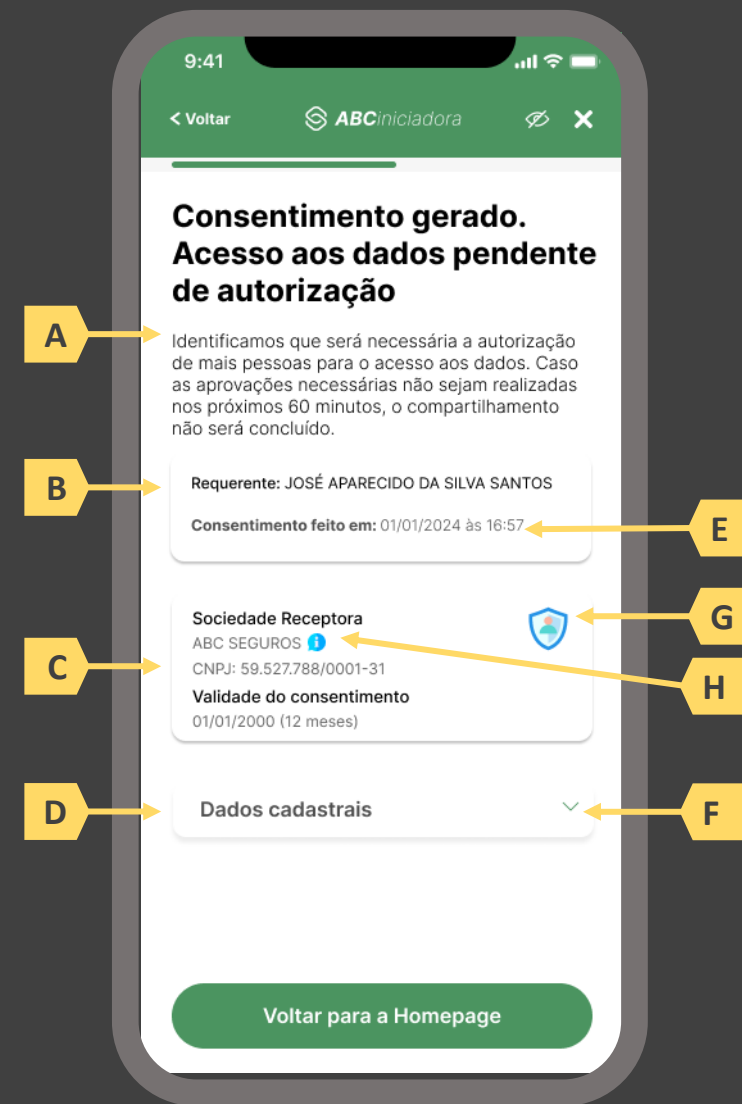 9:41
< Voltar
ABCiniciadora
Consentimento gerado.
Acesso aos dados pendente
de autorização
A
Identificamos que será necessária a autorização
de mais pessoas para o acesso aos dados. Caso
as aprovações necessárias não sejam realizadas
nos próximos 60 minutos, o compartilhamento
não será concluído.
B
Requerente: JOSÉ APARECIDO DA SILVA SANTOS
Consentimento feito em: 01/01/2024 às 16:57
E
Sociedade Receptora
G
ABC SEGUROS
H
C
CNPJ: 59.527.788/0001-31
Validade do consentimento
01/01/2000 (12 meses)
D
Dados cadastrais
F
Voltar para a Homepage